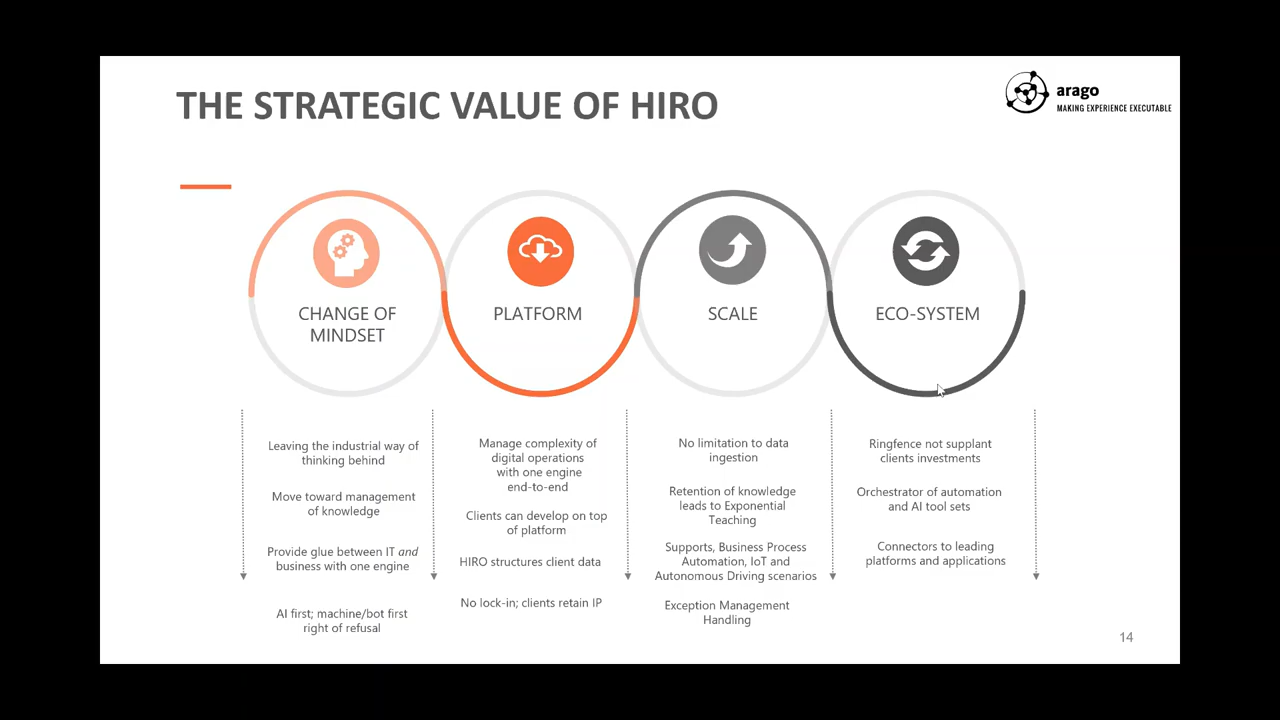 THE STRATEGIC VALUE OF HIRO
arago
MAKING EXPERIENCE EXECUTABLE
CHANGE OF
MINDSET
PLATFORM
SCALE
ECO-SYSTEM
Leaving the industrial way of
thinking behind
Move toward management
of knowledge
Provide glue between IT and
business with one engine
AI first; machine/bot first
right of refusal
Manage complexity of
digital operations
with one engine
end-to-end
Clients can develop on top
of platform
HIRO structures client data
No lock-in; clients retain IP
No limitation to data
ingestion
Retention of knowledge
leads to Exponential
Teaching
Supports, Business Process
Automation, IoT and
Autonomous Driving scenarios
Exception Management
Handling
Ringfence not supplant
clients investments
Orchestrator of automation
and AI tool sets
Connectors to leading
platforms and applications
14